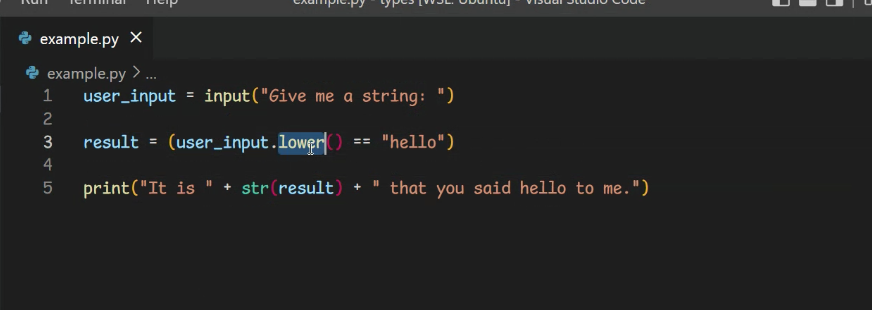 Run Terminal Help example.py - types [WSL: Ubuntu] - Visual Studio Code
example.py
example.py > ...
1 user_input = input("Give me a string: ")
2
3 result = (user_input.lower() == "hello")
4
5 print("It is " + str(result) + " that you said hello to me.")